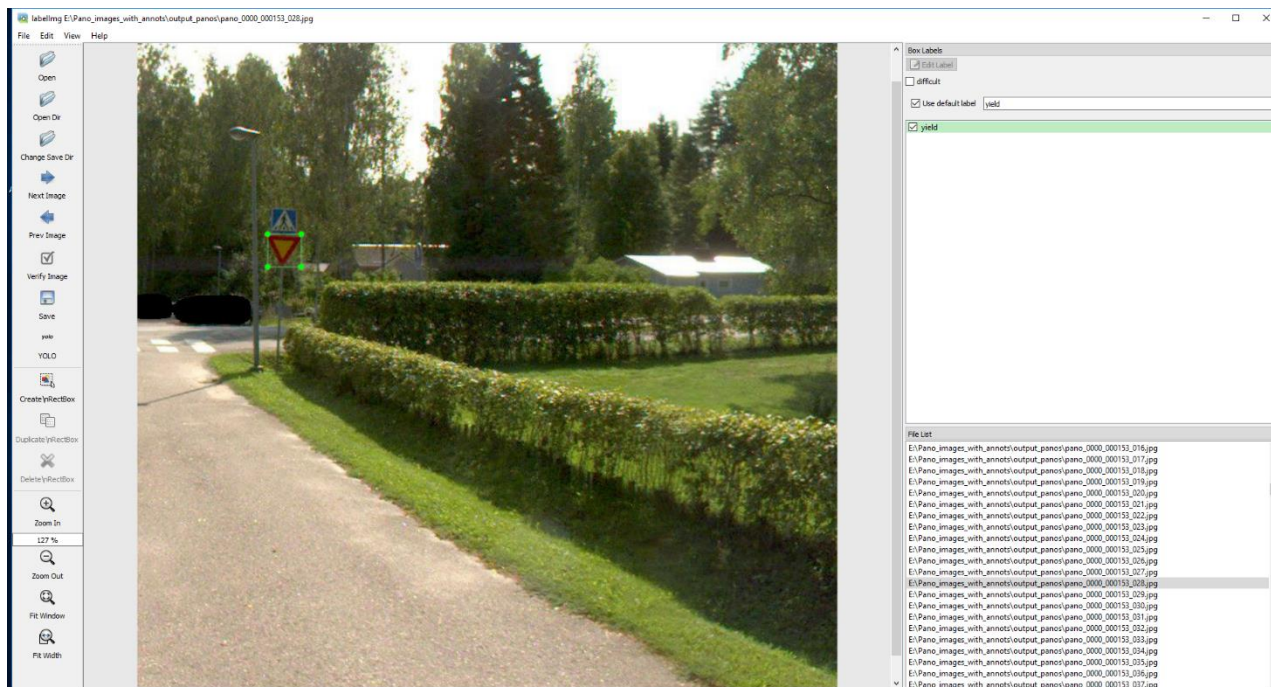 labelImg E:\Pano_images_with_annots\output_panos\pano_0000_000153_028.jpg
File Edit View Help
Open
Open Dir
Change Save Dir
Next Image
Prev Image
Verify Image
Save
YOLO
Create\nRectBox
Duplicate\nRectBox
Delete\nRectBox
Zoom In
127 %
Zoom Out
Fit Window
Fit Width
Box Labels
Edit Label
difficult
Use default label yield
yield
File List
E:\Pano_images_with_annots\output_panos\pano_0000_000153_016.jpg
E:\Pano_images_with_annots\output_panos\pano_0000_000153_017.jpg
E:\Pano_images_with_annots\output_panos\pano_0000_000153_018.jpg
E:\Pano_images_with_annots\output_panos\pano_0000_000153_019.jpg
E:\Pano_images_with_annots\output_panos\pano_0000_000153_020.jpg
E:\Pano_images_with_annots\output_panos\pano_0000_000153_021.jpg
E:\Pano_images_with_annots\output_panos\pano_0000_000153_022.jpg
E:\Pano_images_with_annots\output_panos\pano_0000_000153_023.jpg
E:\Pano_images_with_annots\output_panos\pano_0000_000153_024.jpg
E:\Pano_images_with_annots\output_panos\pano_0000_000153_025.jpg
E:\Pano_images_with_annots\output_panos\pano_0000_000153_026.jpg
E:\Pano_images_with_annots\output_panos\pano_0000_000153_027.jpg
E:\Pano_images_with_annots\output_panos\pano_0000_000153_028.jpg
E:\Pano_images_with_annots\output_panos\pano_0000_000153_029.jpg
E:\Pano_images_with_annots\output_panos\pano_0000_000153_030.jpg
E:\Pano_images_with_annots\output_panos\pano_0000_000153_031.jpg
E:\Pano_images_with_annots\output_panos\pano_0000_000153_032.jpg
E:\Pano_images_with_annots\output_panos\pano_0000_000153_033.jpg
E:\Pano_images_with_annots\output_panos\pano_0000_000153_034.jpg
E:\Pano_images_with_annots\output_panos\pano_0000_000153_035.jpg
E:\Pano_images_with_annots\output_panos\pano_0000_000153_036.jpg
E:\Pano_images_with_annots\output_panos\pano_0000_000153_037.jpg